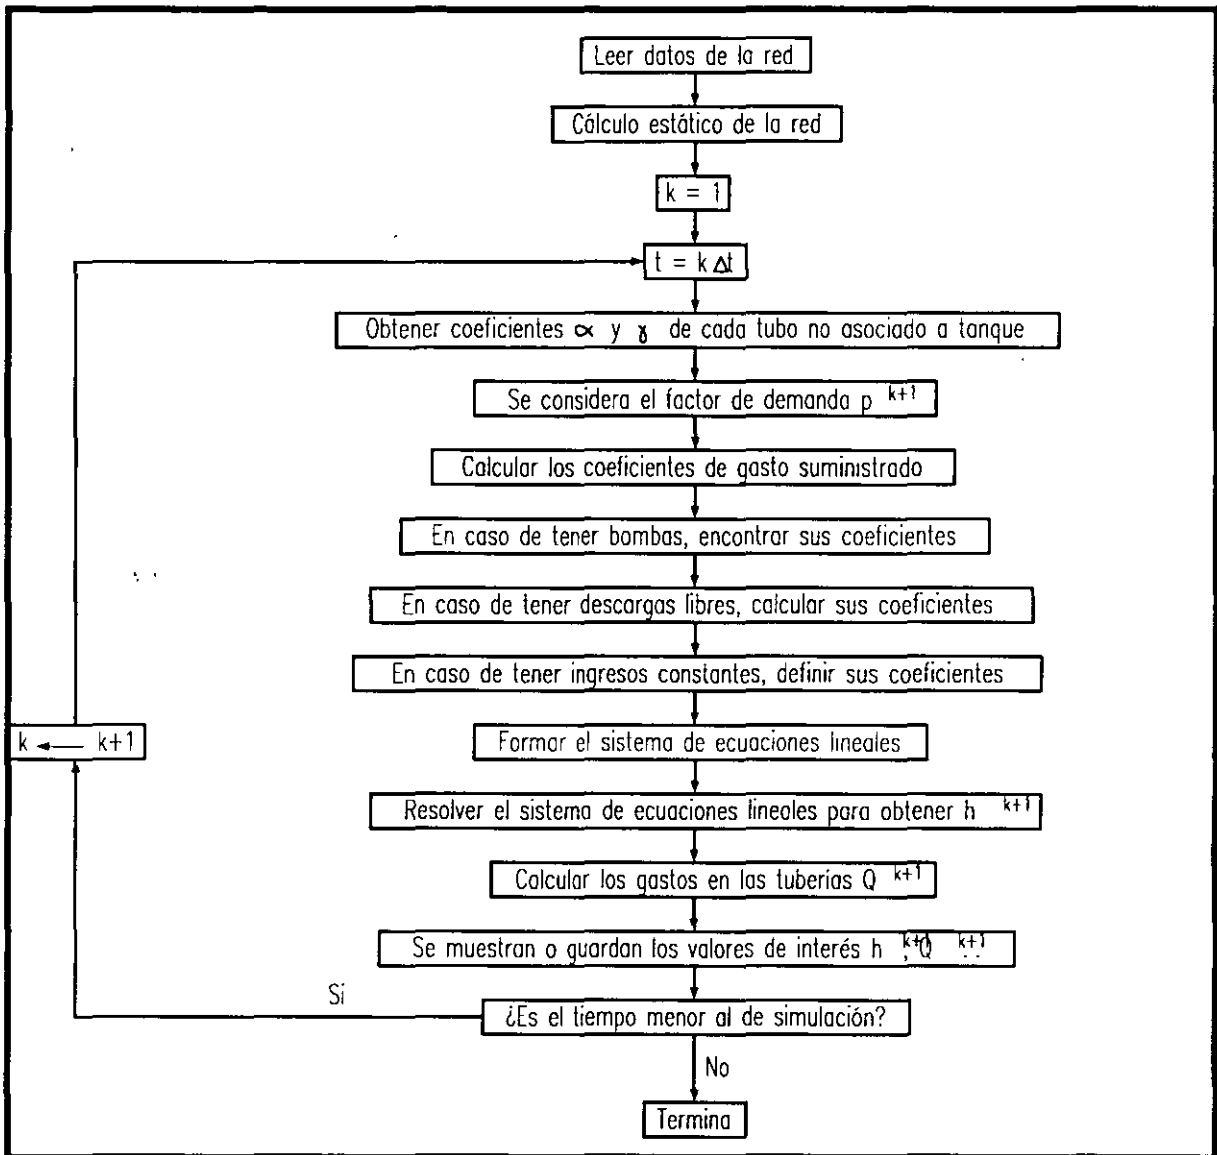 Leer datos de la red
Cálculo estático de la red
k = 1
t = k Δt
Obtener coeficientes α y γ de cada tubo no asociado a tanque
Se considera el factor de demanda p k+1
Calcular los coeficientes de gasto suministrado
En caso de tener bombas, encontrar sus coeficientes
En caso de tener descargas libres, calcular sus coeficientes
En caso de tener ingresos constantes, definir sus coeficientes
k ← k+1
Formar el sistema de ecuaciones lineales
Resolver el sistema de ecuaciones lineales para obtener h k+1
Calcular los gastos en las tuberías Q k+1
Se muestran o guardan los valores de interés h k+1, Q k+1
Si
¿Es el tiempo menor al de simulación?
No
Termina